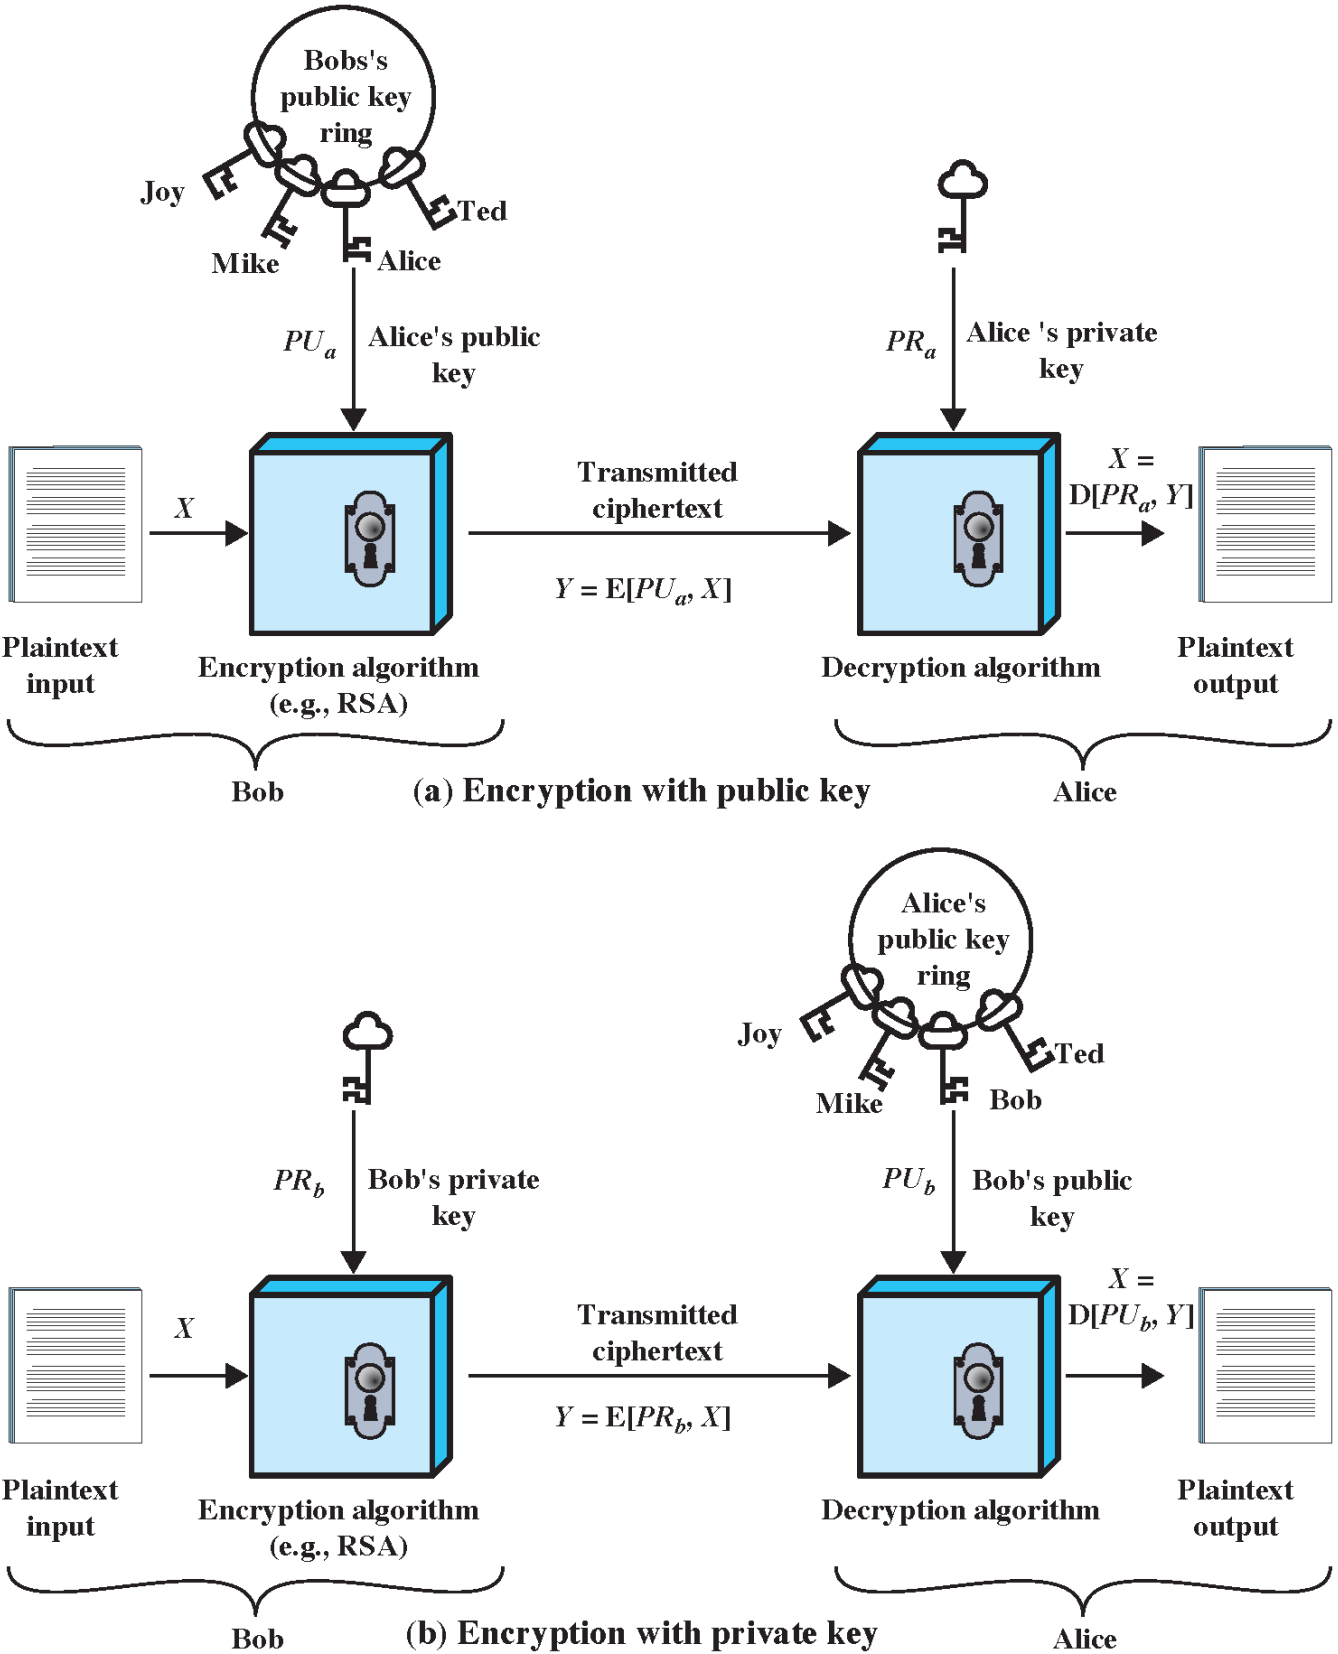 Bobs's
public key
ring
Joy
Ted
Mike
Alice
PUa
Alice's public
key
PRa
Alice 's private
key
X
Transmitted
ciphertext
X =
D[PRa, Y]
Y = E[PUa, X]
Plaintext
input
Encryption algorithm
(e.g., RSA)
Decryption algorithm
Plaintext
output
Bob
(a) Encryption with public key
Alice
Alice's
public key
ring
Joy
Ted
Mike
Bob
PRb
Bob's private
key
PUb
Bob's public
key
X
Transmitted
ciphertext
X =
D[PUb, Y]
Y = E[PRb, X]
Plaintext
input
Encryption algorithm
(e.g., RSA)
Decryption algorithm
Plaintext
output
Bob
(b) Encryption with private key
Alice